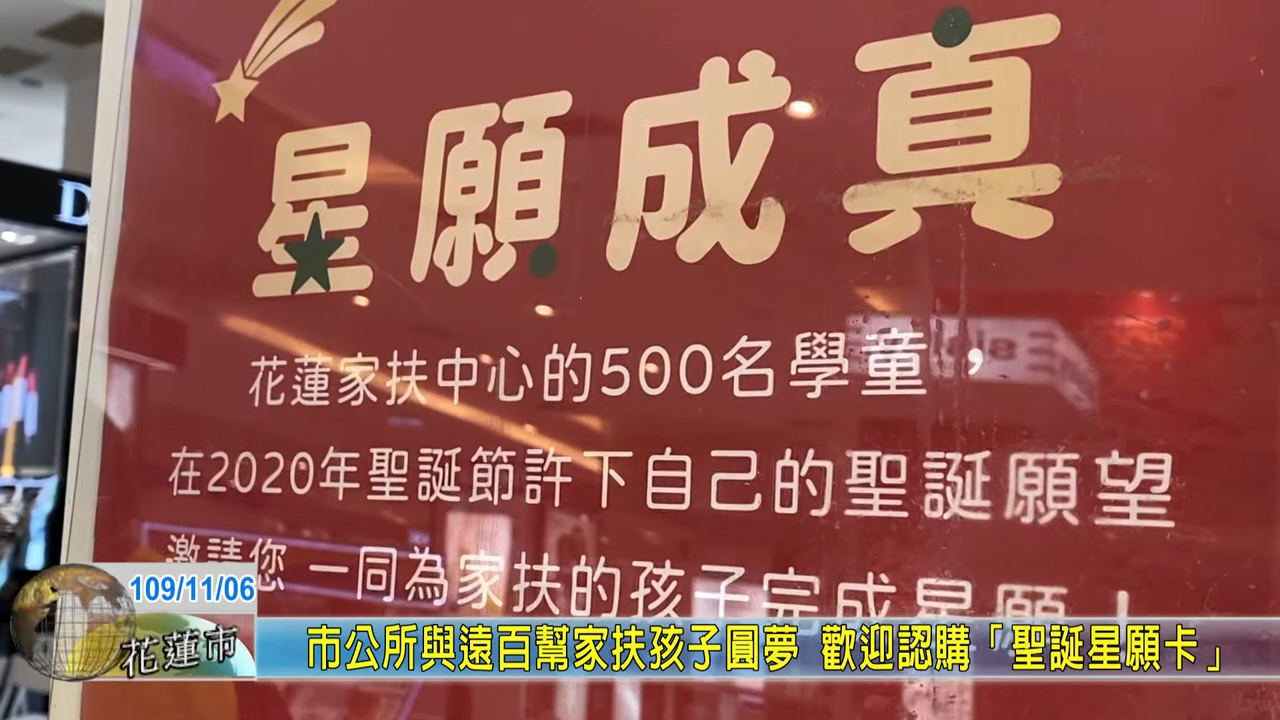 星願成真
花蓮家扶中心的500名學童，
在2020年聖誕節許下自己的聖誕願望
邀請您 一同為家扶的孩子完成星願！
109/11/06
花蓮市
市公所與遠百幫家扶孩子圓夢 歡迎認購「聖誕星願卡」